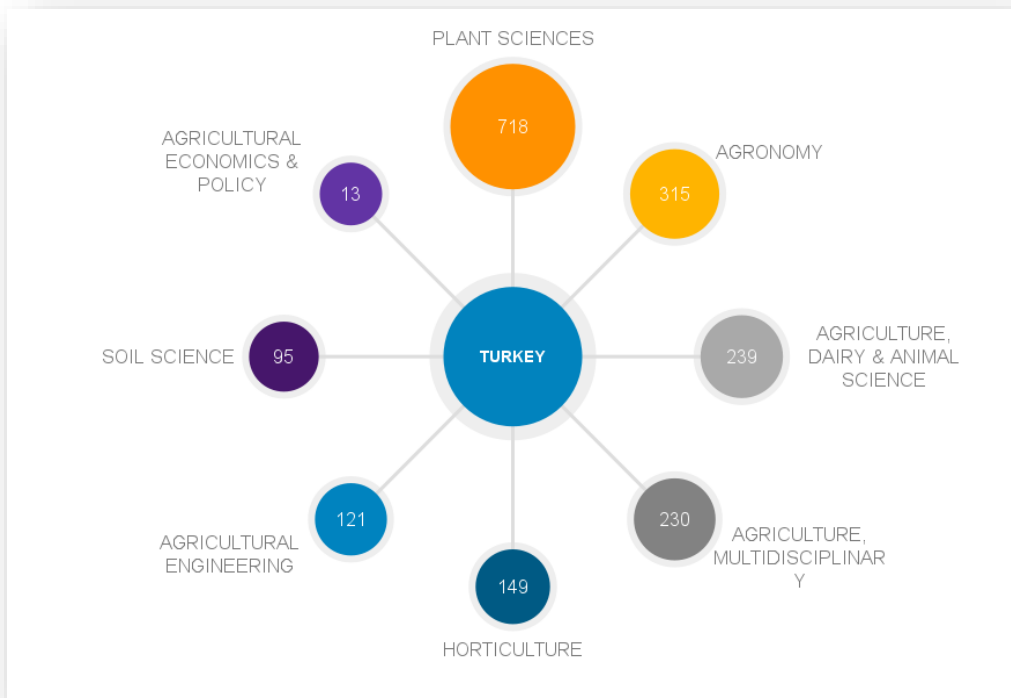 PLANT SCIENCES
718
AGRONOMY
315
AGRICULTURE,
DAIRY & ANIMAL
SCIENCE
239
AGRICULTURE,
MULTIDISCIPLINAR
Y
230
HORTICULTURE
149
AGRICULTURAL
ENGINEERING
121
SOIL SCIENCE
95
AGRICULTURAL
ECONOMICS &
POLICY
13
TURKEY